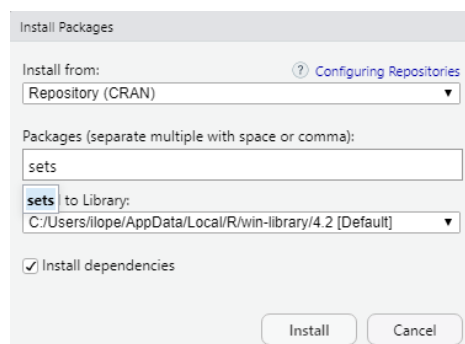 Install Packages
Install from:
? Configuring Repositories
Repository (CRAN)
Packages (separate multiple with space or comma):
sets
sets to Library:
C:/Users/ilope/AppData/Local/R/win-library/4.2 [Default]
Install dependencies
Install
Cancel